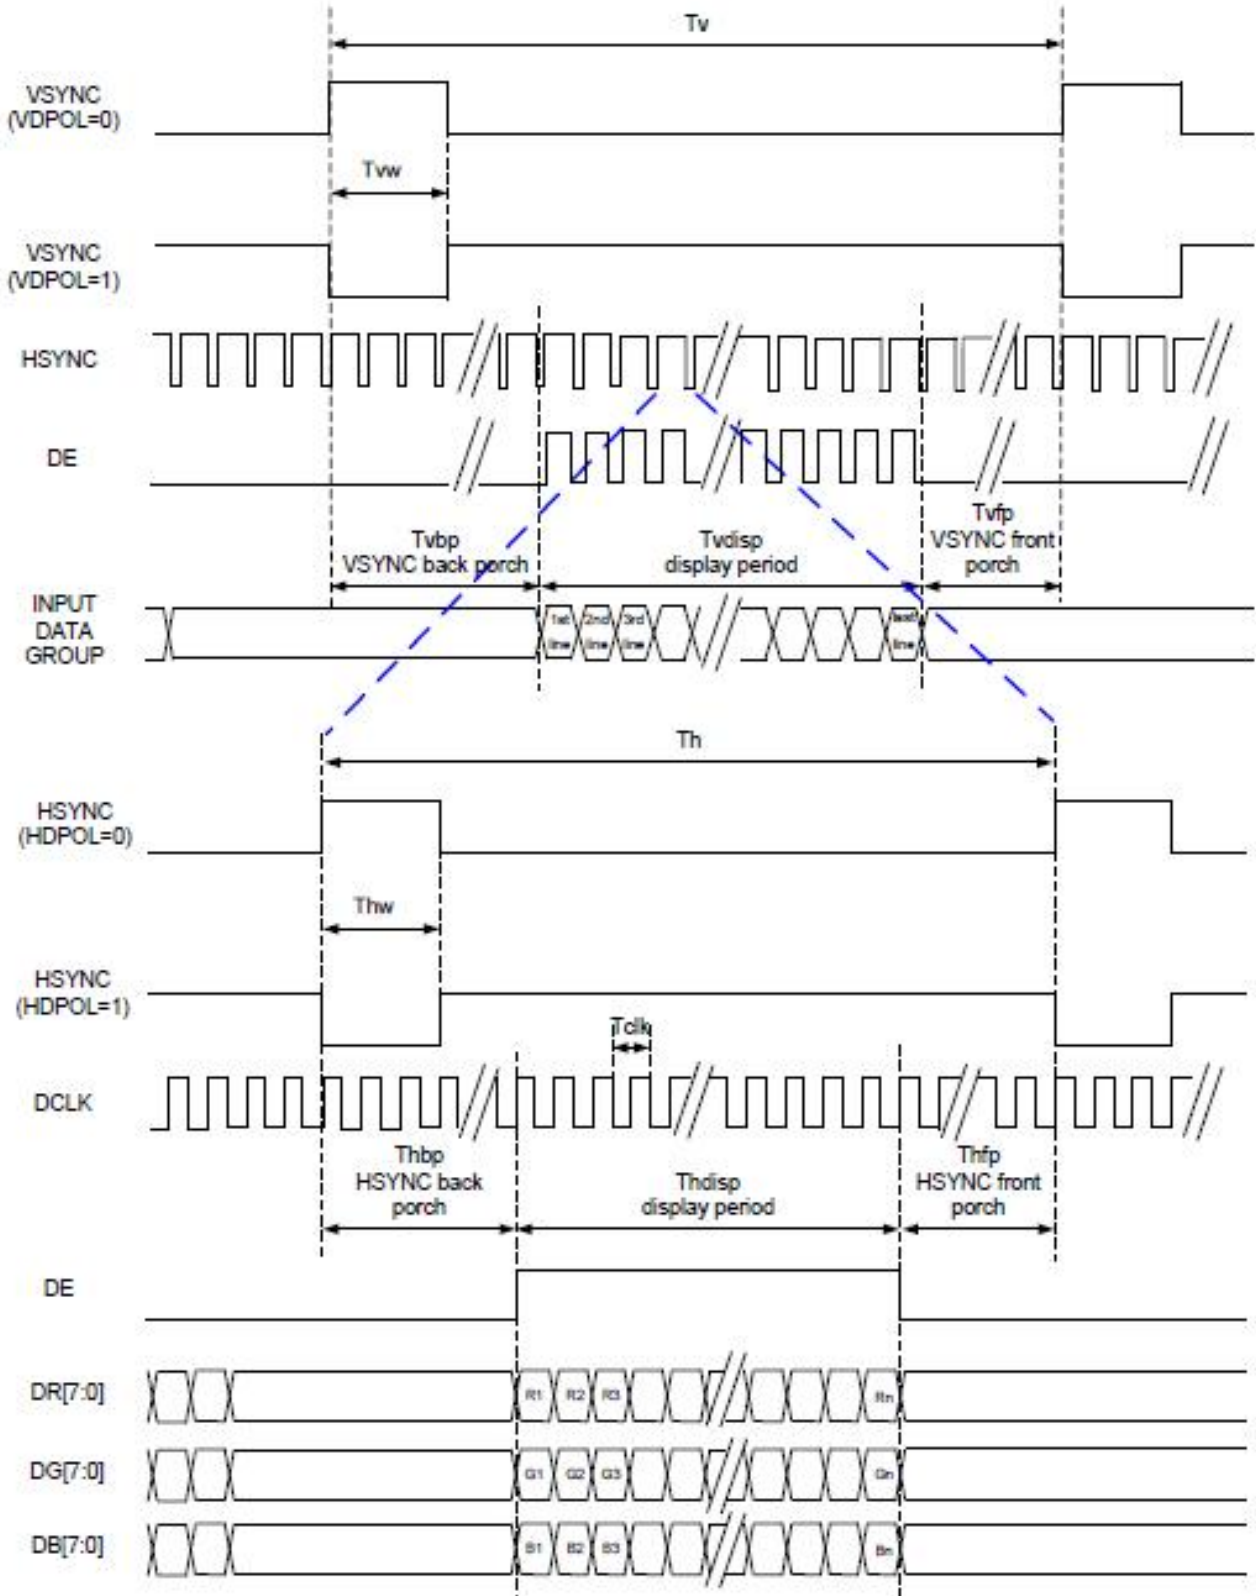 Tv
VSYNC
(VDPOL=0)
Tvw
VSYNC
(VDPOL=1)
HSYNC
DE
Tvbp
VSYNC back porch
Tvdisp
display period
Tvfp
VSYNC front
porch
INPUT
DATA
GROUP
1st
line
2nd
line
3rd
line
last
line
Th
HSYNC
(HDPOL=0)
Thw
HSYNC
(HDPOL=1)
Tclk
DCLK
Thbp
HSYNC back
porch
Thdisp
display period
Thfp
HSYNC front
porch
DE
DR[7:0]
R1 R2 R3 Rn
DG[7:0]
G1 G2 G3 Gn
DB[7:0]
B1 B2 B3 Bn